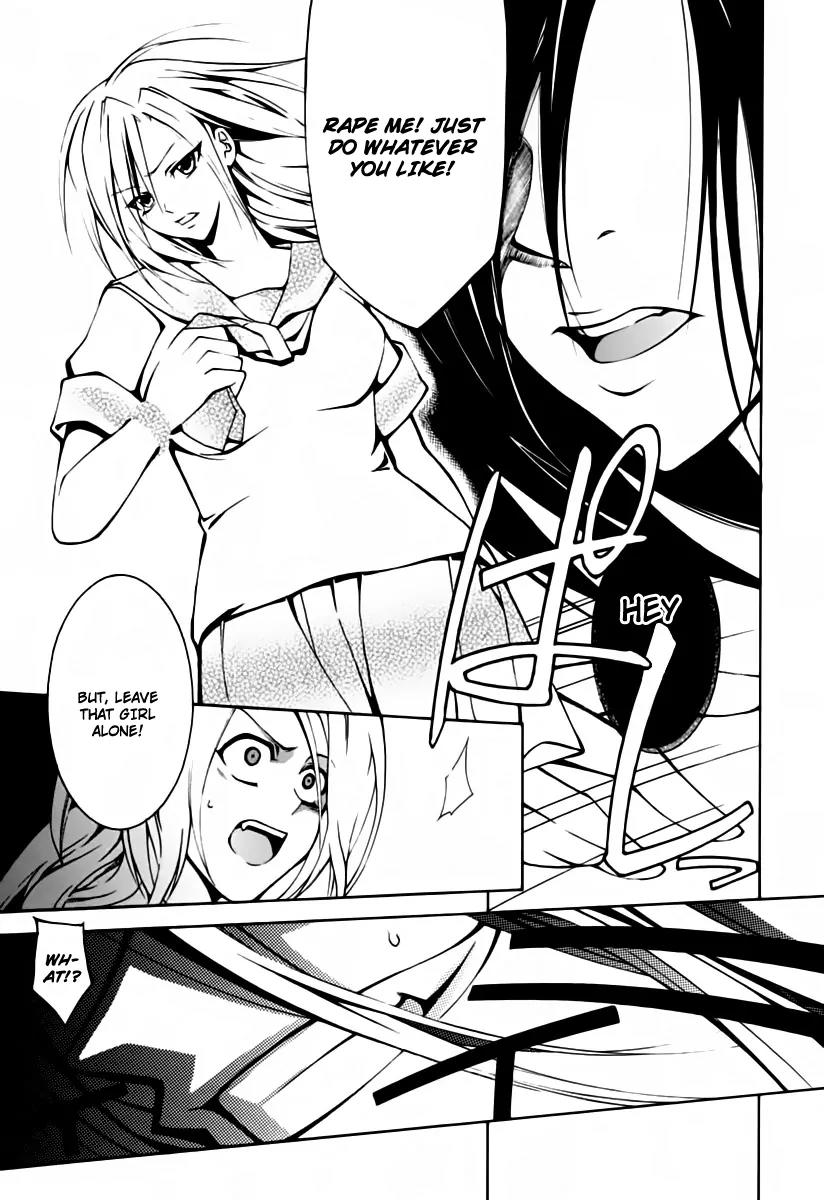 RAPE ME! JUST
DO WHATEVER
YOU LIKE!
HEY
BUT, LEAVE
THAT GIRL
ALONE!
WH-
AT!?